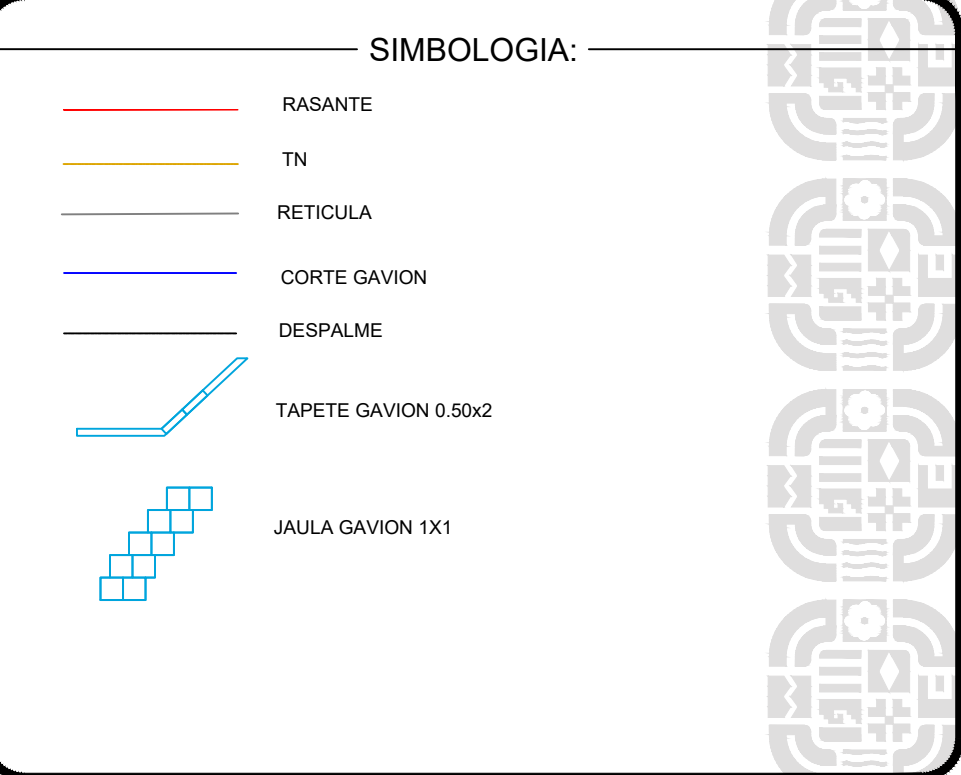 SIMBOLOGIA:
RASANTE
TN
RETICULA
CORTE GAVION
DESPALME
TAPETE GAVION 0.50x2
JAULA GAVION 1X1